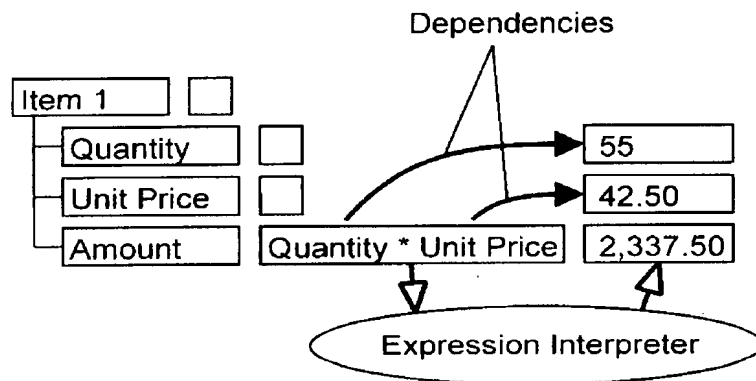 Dependencies
Item 1
Quantity
55
Unit Price
42.50
Amount
Quantity * Unit Price
2,337.50
Expression Interpreter